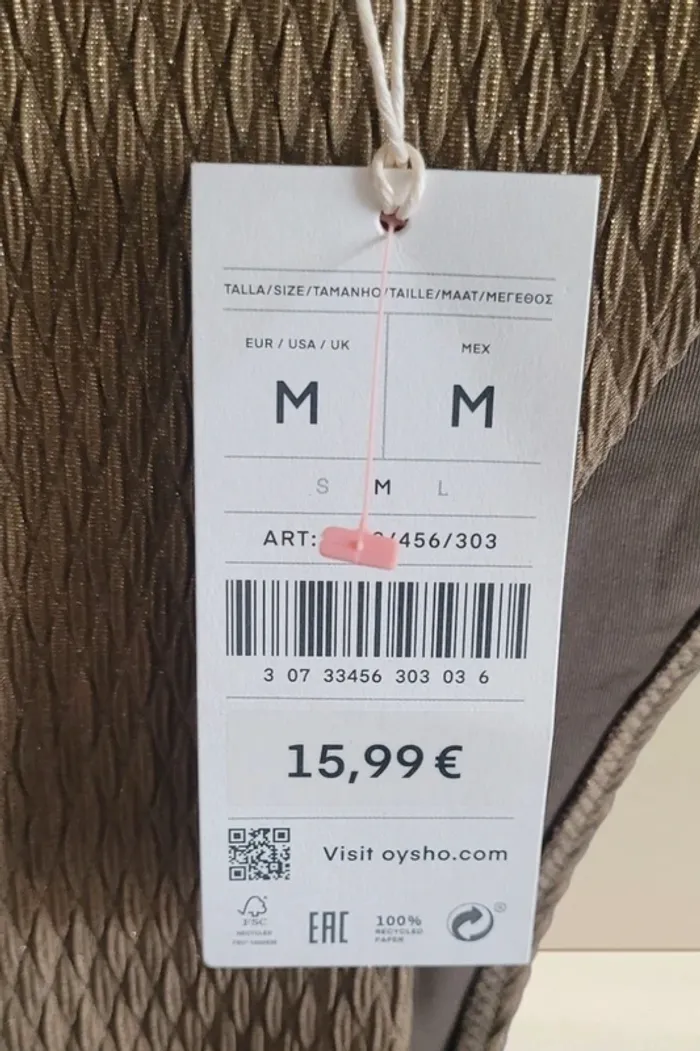 TALLA/SIZE/TAMANHO/TAILLE/MAAT/ΜΕΓΕΘΟΣ
EUR / USA / UK
MEX
M
M
S M L
ART: /456/303
3 07 33456 303 03 6
15,99 €
Visit oysho.com
FSC
RECYCLED
EAC
100%
RECYCLED
PAPER
®